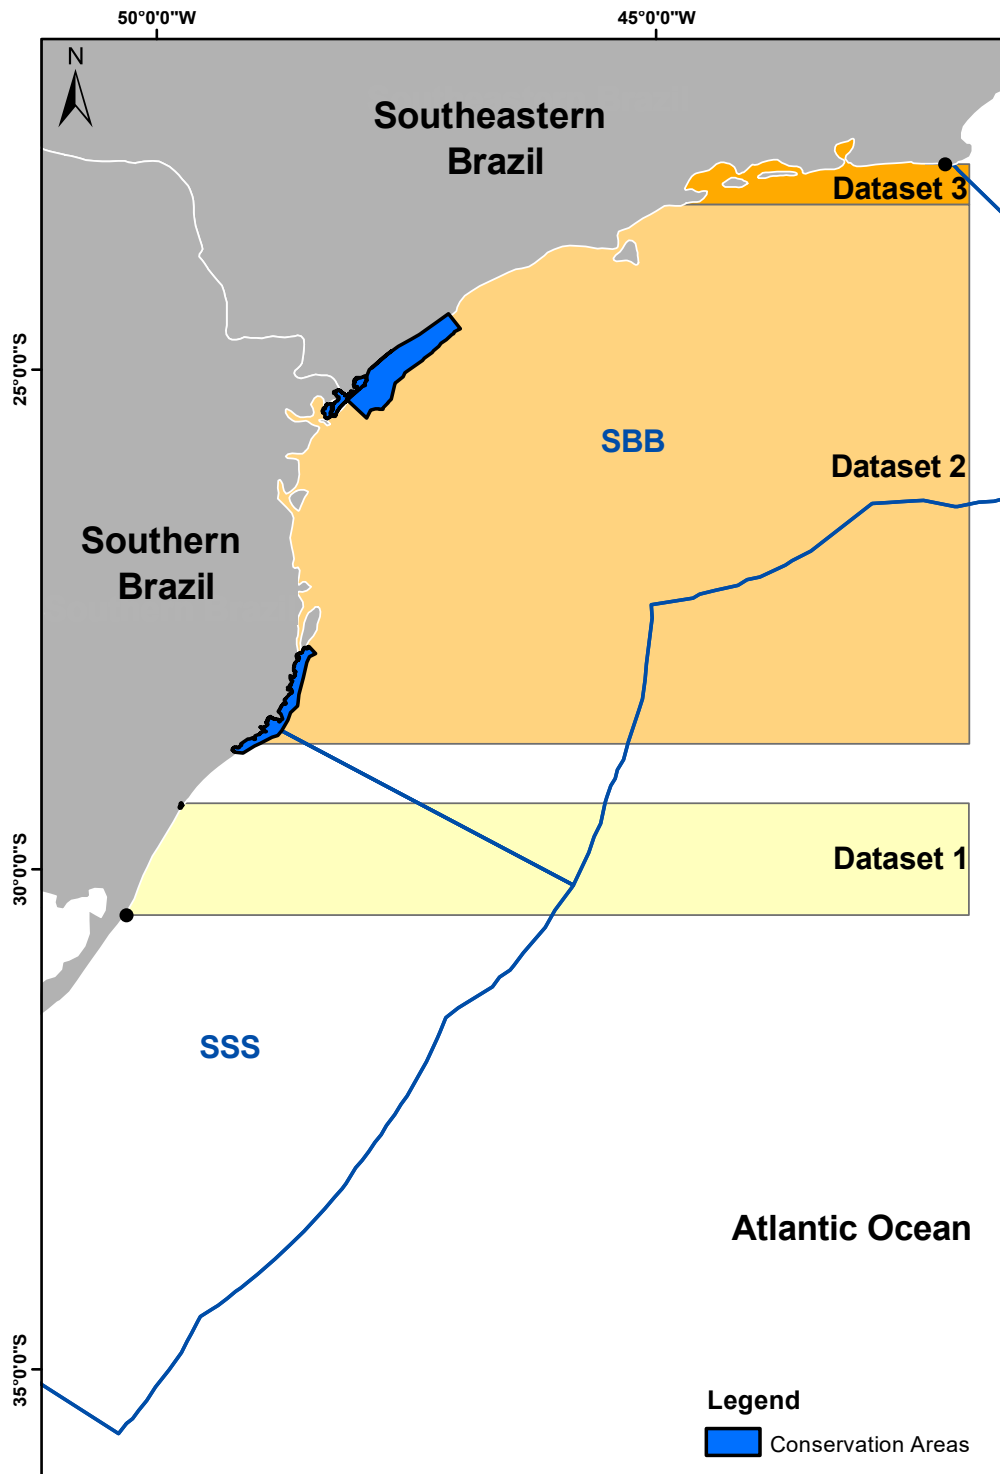 50°0'0"W
45°0'0"W
N
Southeastern
Brazil
Dataset 3
25°0'0"S
SBB
Dataset 2
Southern
Brazil
Dataset 1
30°0'0"S
SSS
Atlantic Ocean
35°0'0"S
Legend
Conservation Areas